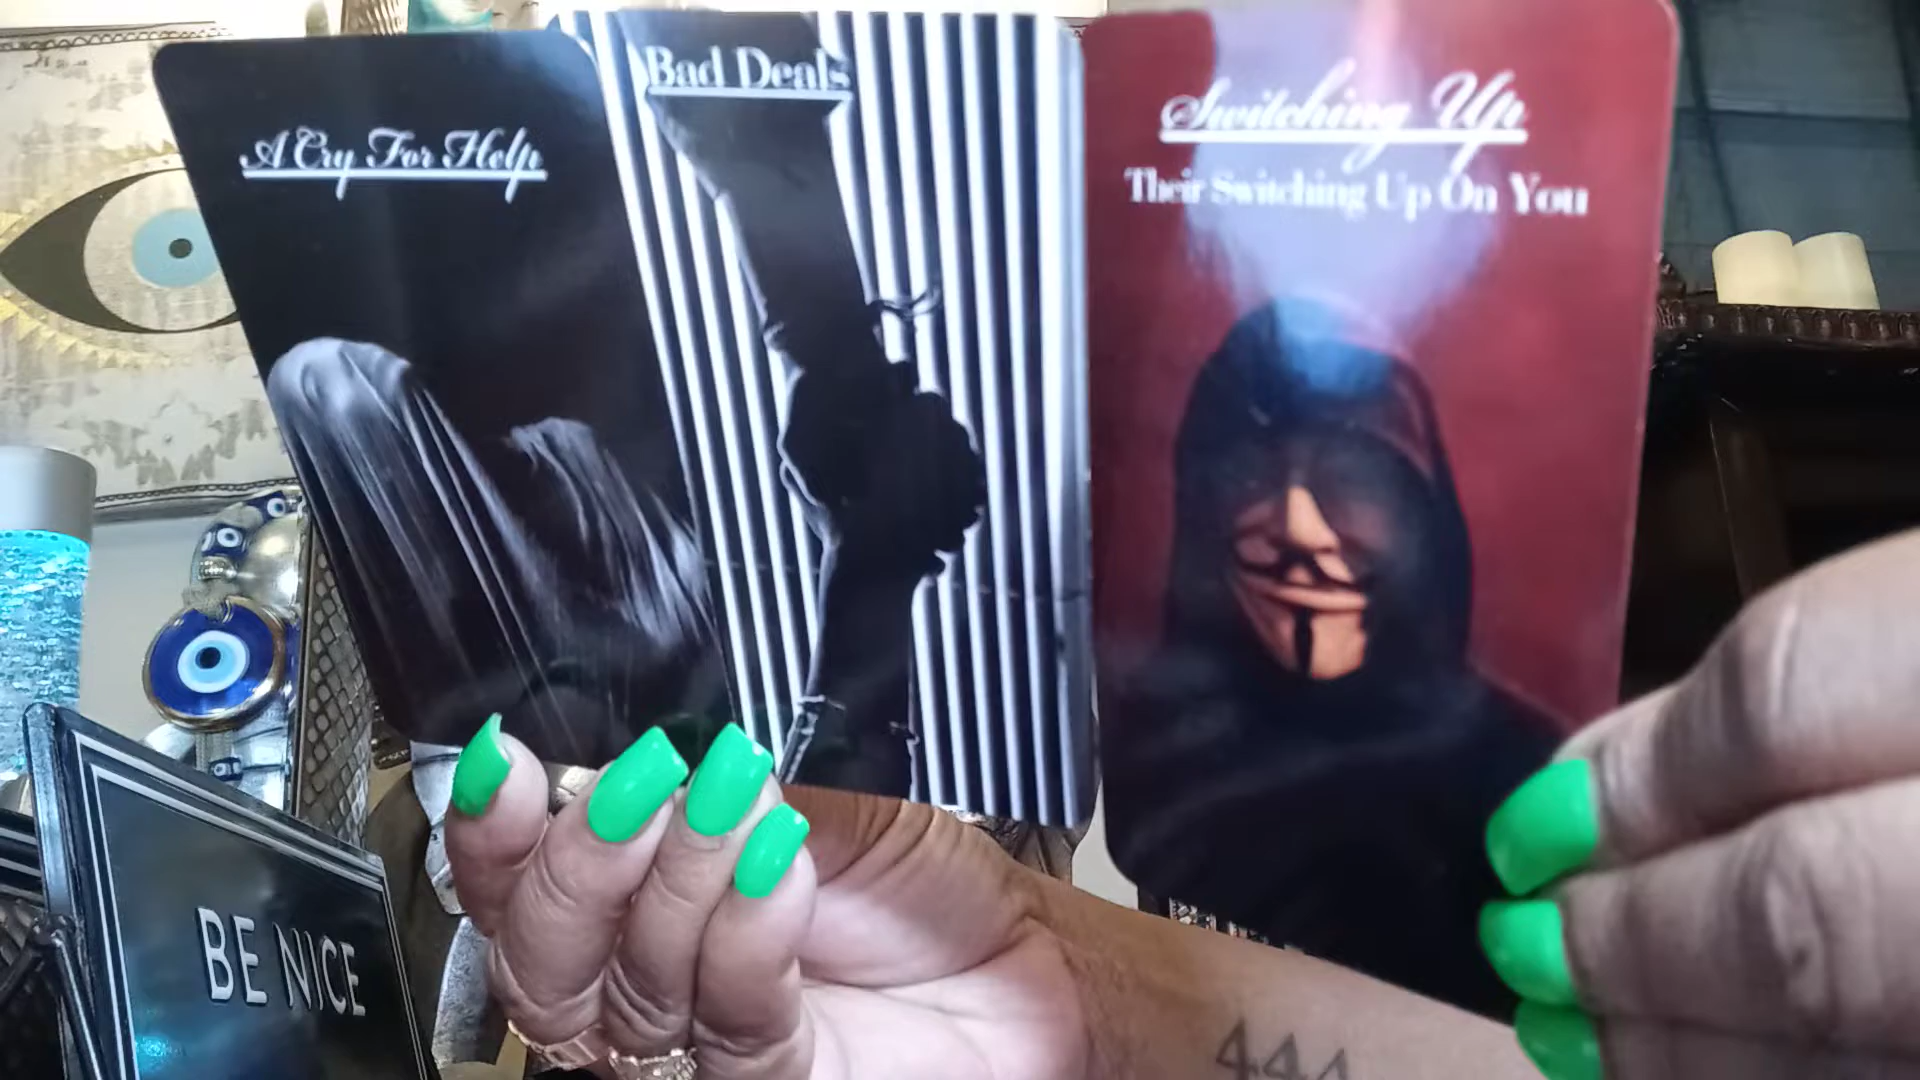 A Cry For Help
Bad Deals
Switching Up
Their Switching Up On You
BE NICE
444